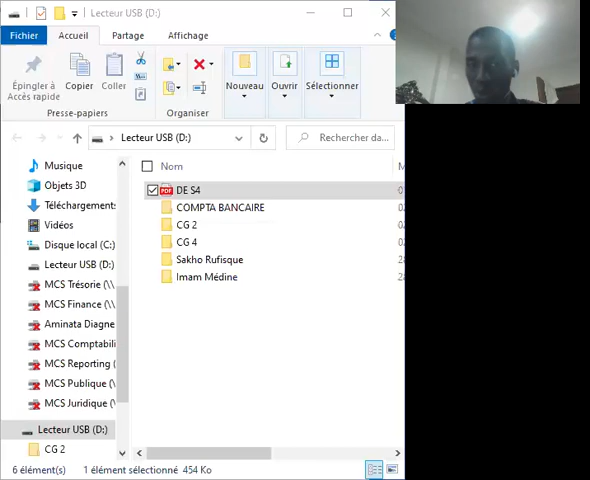 Lecteur USB (D:)
Fichier Accueil Partage Affichage
Épingler à Accès rapide Copier Coller Nouveau Ouvrir Sélectionner
Presse-papiers Organiser
Lecteur USB (D:) Rechercher da...
Nom
Musique
Objets 3D
Téléchargement:
Vidéos
Disque local (C:)
Lecteur USB (D:)
MCS Trésorie (\\
MCS Finance (\\
Aminata Diagne
MCS Comptabili
MCS Reporting (
MCS Publique (\\
MCS Juridique (\\
Lecteur USB (D:)
CG 2
PDF DE S4
COMPTA BANCAIRE
CG 2
CG 4
Sakho Rufisque
Imam Médine
6 élément(s) 1 élément sélectionné 454 Ko